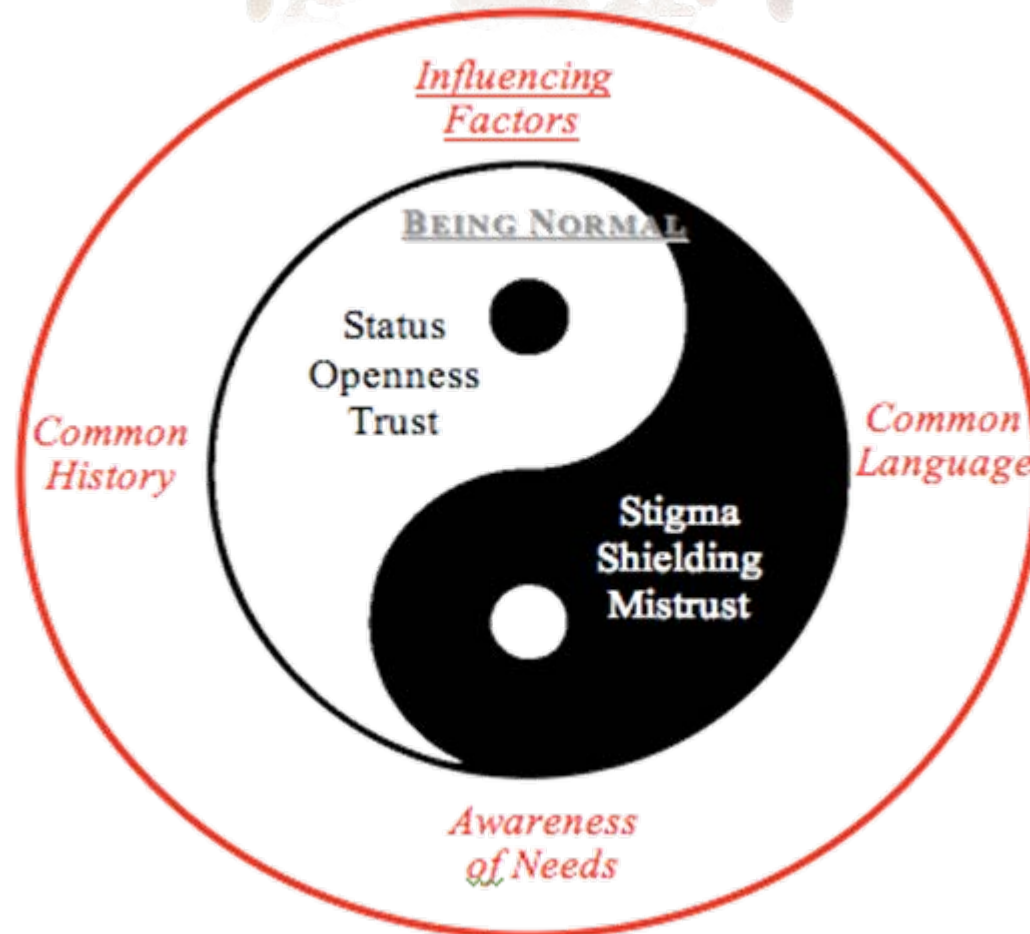 Influencing
Factors
BEING NORMAL
Status
Openness
Trust
Common
History
Common
Language
Stigma
Shielding
Mistrust
Awareness
of Needs